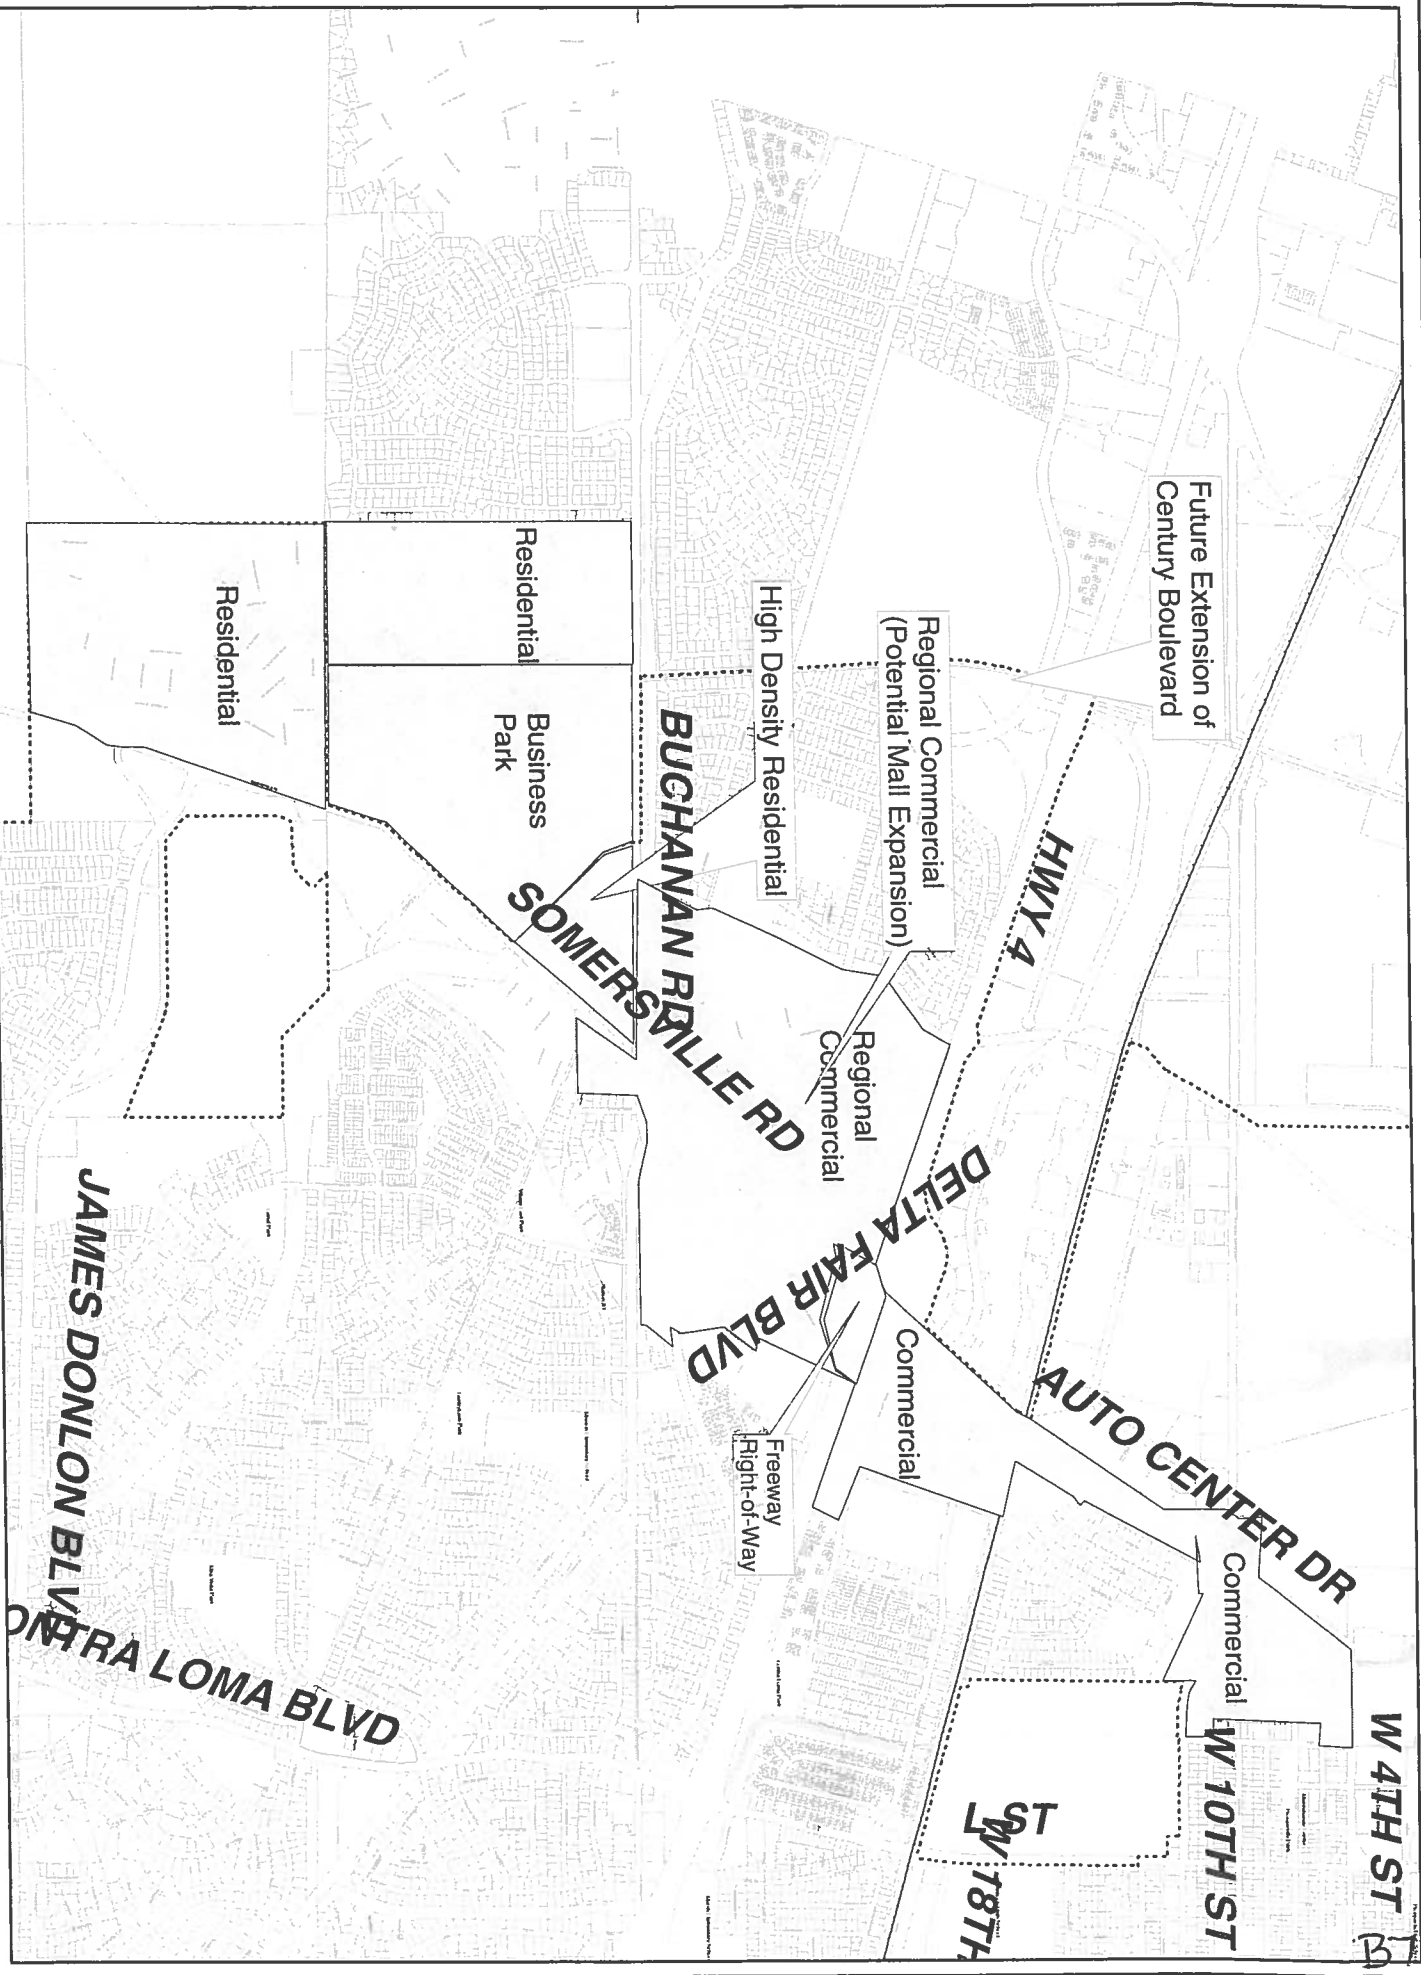 Future Extension of
Century Boulevard
Regional Commercial
(Potential Mall Expansion)
High Density Residential
HWY 4
BUCHANAN RD
Residential
Business
Park
Residential
SOMERSVILLE RD
Regional
Commercial
DELTA FAIR BLVD
Commercial
Freeway
Right-of-Way
AUTO CENTER DR
Commercial
W 4TH ST
W 10TH ST
L ST
W 18TH
JAMES DONLON BLVD
ONTRA LOMA BLVD
B7